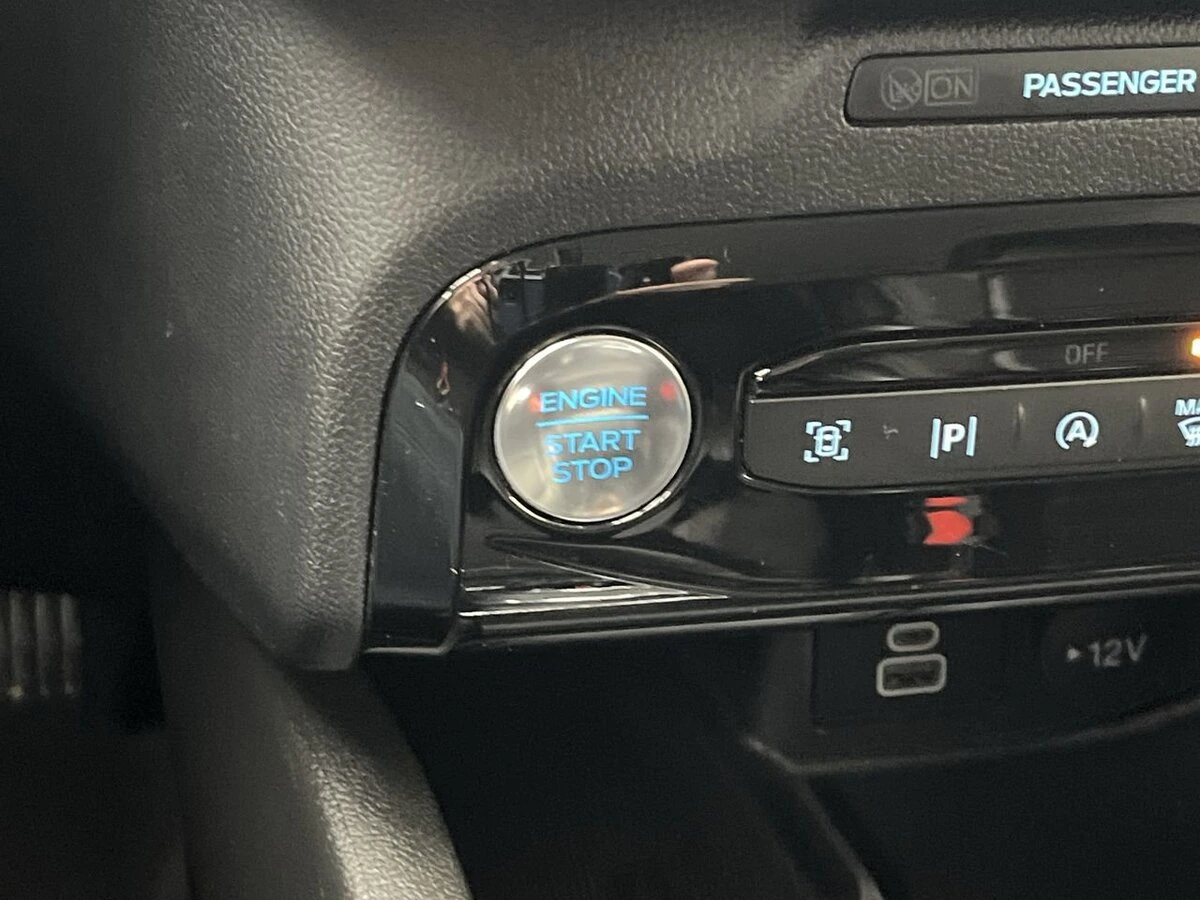 ON PASSENGER
OFF
ENGINE
START
STOP
P
A
12V